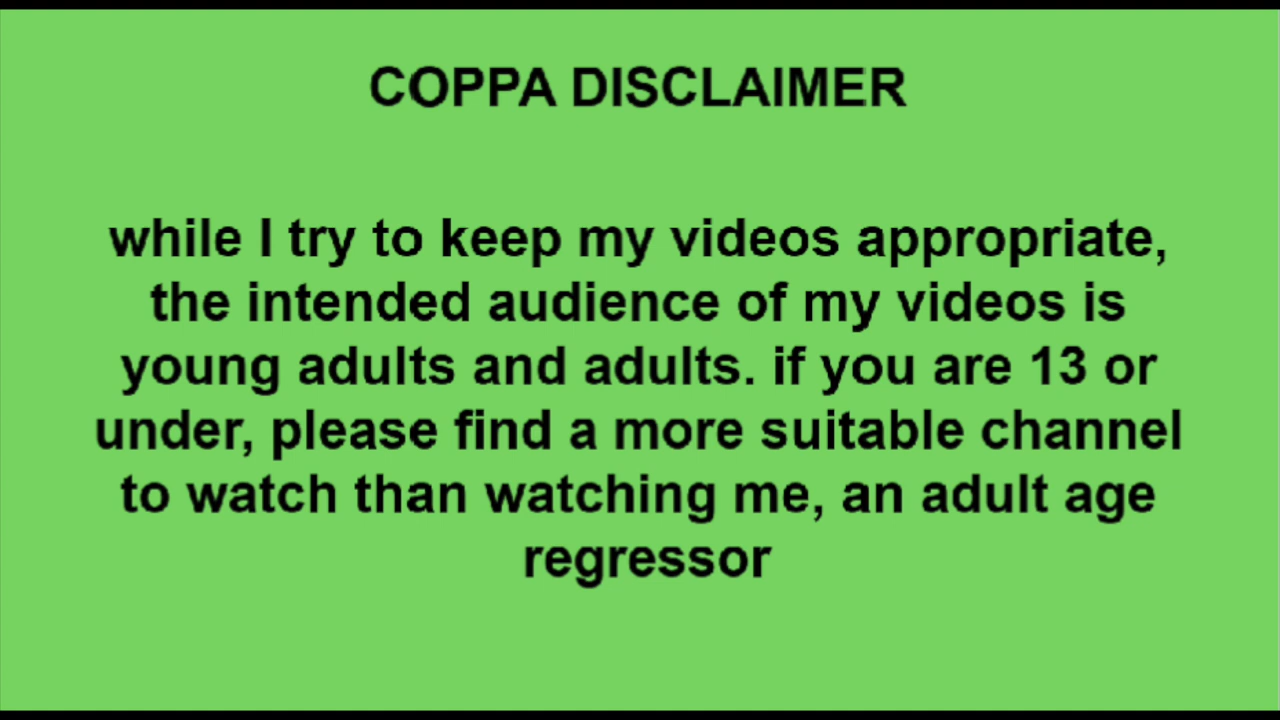 COPPA DISCLAIMER
while I try to keep my videos appropriate,
the intended audience of my videos is
young adults and adults. if you are 13 or
under, please find a more suitable channel
to watch than watching me, an adult age
regressor